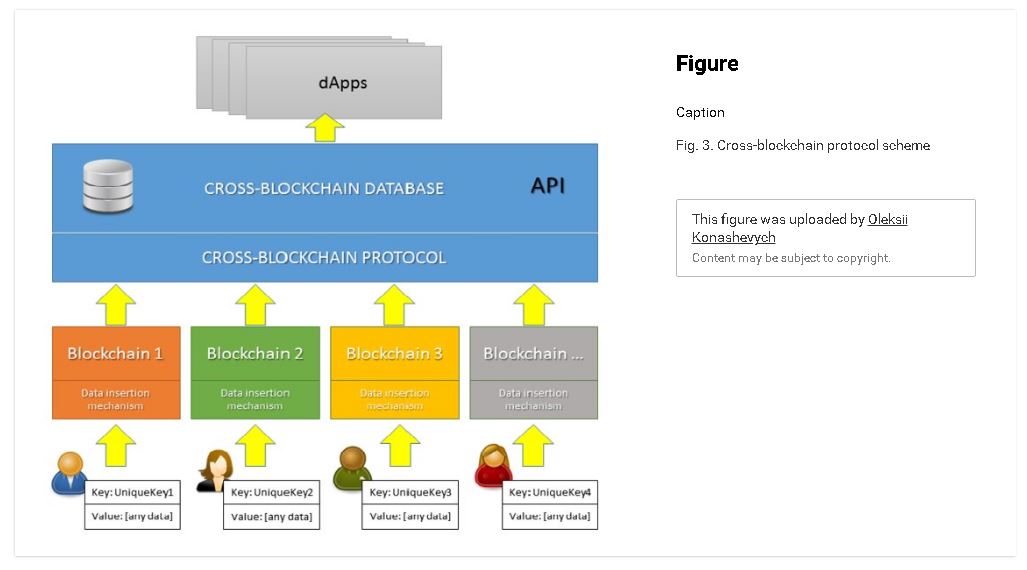 dApps
CROSS-BLOCKCHAIN DATABASE
API
CROSS-BLOCKCHAIN PROTOCOL
Blockchain 1
Blockchain 2
Blockchain 3
Blockchain ...
Data insertion
mechanism
Data insertion
mechanism
Data insertion
mechanism
Data insertion
mechanism
Key: UniqueKey1
Value: [any data]
Key: UniqueKey2
Value: [any data]
Key: UniqueKey3
Value: [any data]
Key: UniqueKey4
Value: [any data]
Figure
Caption
Fig. 3. Cross-blockchain protocol scheme
This figure was uploaded by Oleksii
Konashevych
Content may be subject to copyright.